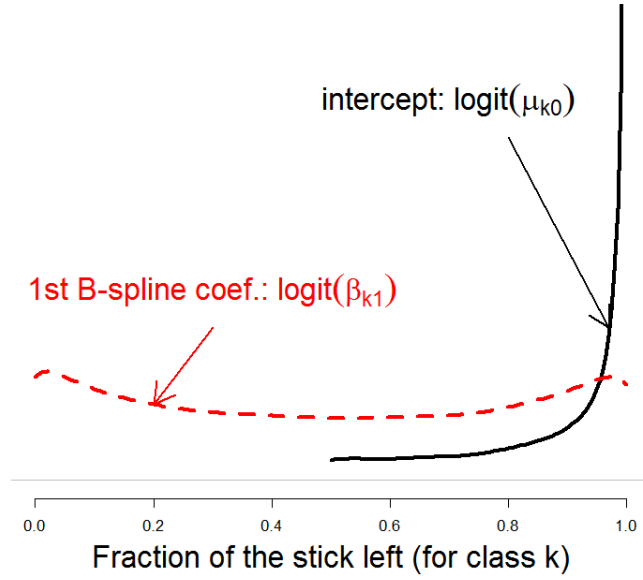 intercept: logit(μk0)
1st B-spline coef.: logit(βk1)
0.0 0.2 0.4 0.6 0.8 1.0
Fraction of the stick left (for class k)